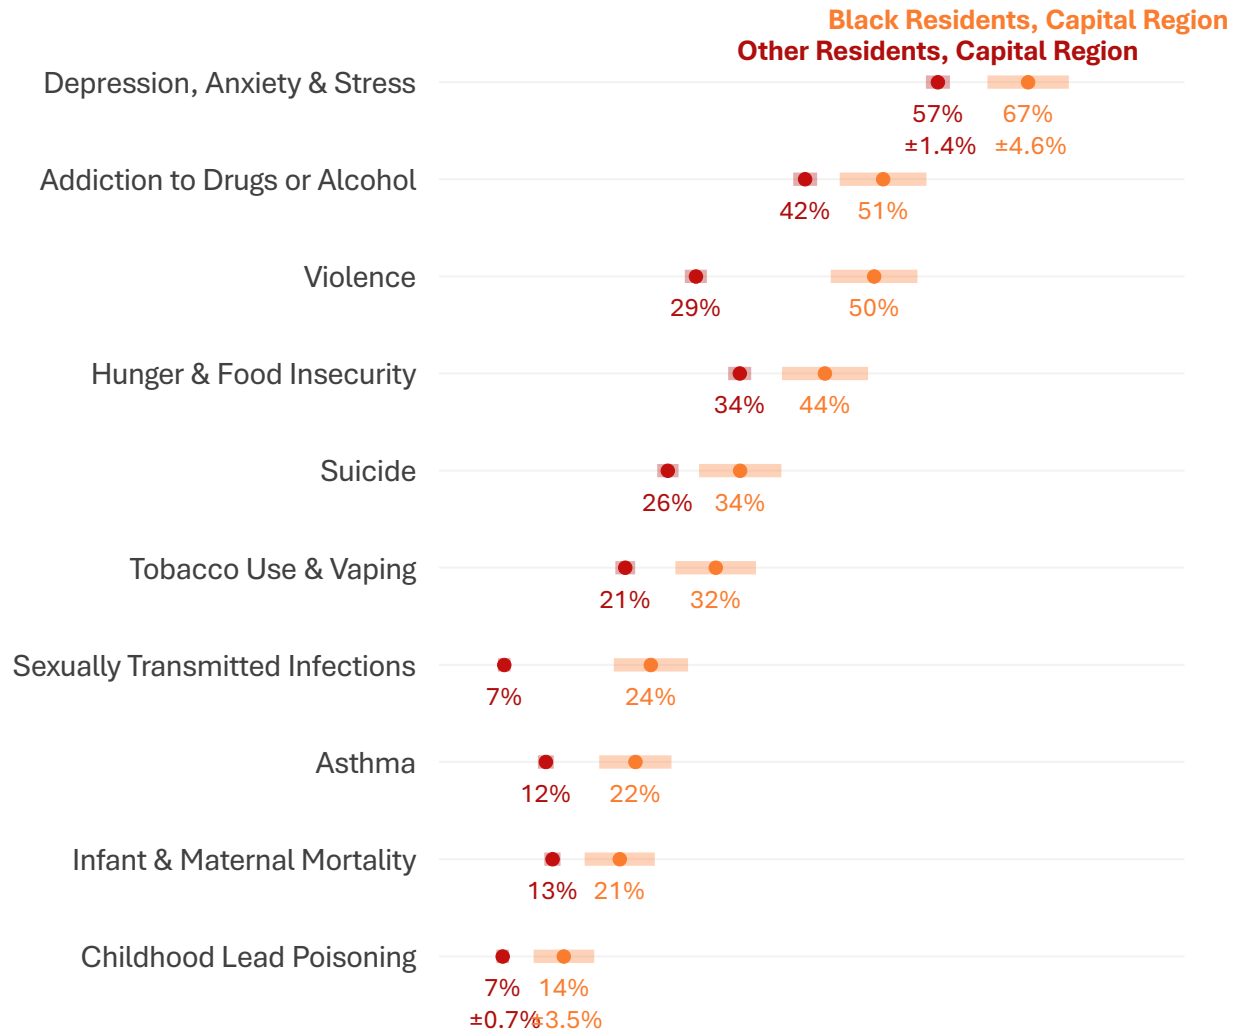 Black Residents, Capital Region
Other Residents, Capital Region
Depression, Anxiety & Stress
57% 67%
±1.4% ±4.6%
Addiction to Drugs or Alcohol
42% 51%
Violence
29% 50%
Hunger & Food Insecurity
34% 44%
Suicide
26% 34%
Tobacco Use & Vaping
21% 32%
Sexually Transmitted Infections
7% 24%
Asthma
12% 22%
Infant & Maternal Mortality
13% 21%
Childhood Lead Poisoning
7% 14%
±0.7% ±3.5%